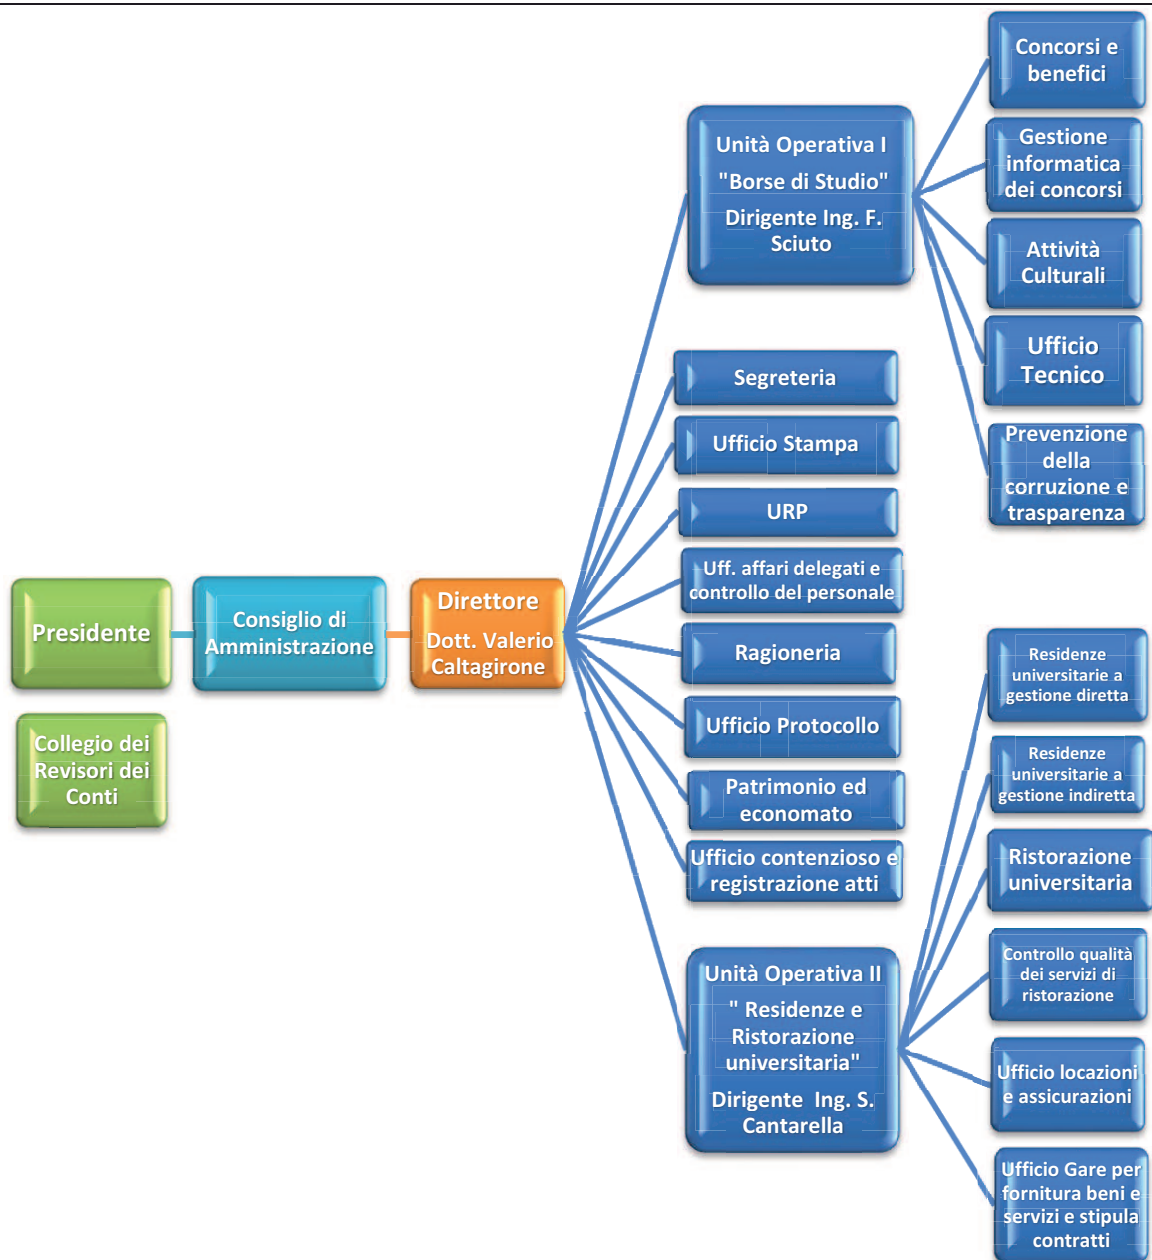 Presidente
Collegio dei
Revisori dei
Conti
Consiglio di
Amministrazione
Direttore
Dott. Valerio
Caltagirone
Unità Operativa I
"Borse di Studio"
Dirigente Ing. F.
Sciuto
Concorsi e
benefici
Gestione
informatica
dei concorsi
Attività
Culturali
Ufficio
Tecnico
Prevenzione
della
corruzione e
trasparenza
Segreteria
Ufficio Stampa
URP
Uff. affari delegati e
controllo del personale
Ragioneria
Ufficio Protocollo
Patrimonio ed
economato
Ufficio contenzioso e
registrazione atti
Unità Operativa II
" Residenze e
Ristorazione
universitaria"
Dirigente Ing. S.
Cantarella
Residenze
universitarie a
gestione diretta
Residenze
universitarie a
gestione indiretta
Ristorazione
universitaria
Controllo qualità
dei servizi di
ristorazione
Ufficio locazioni
e assicurazioni
Ufficio Gare per
fornitura beni e
servizi e stipula
contratti